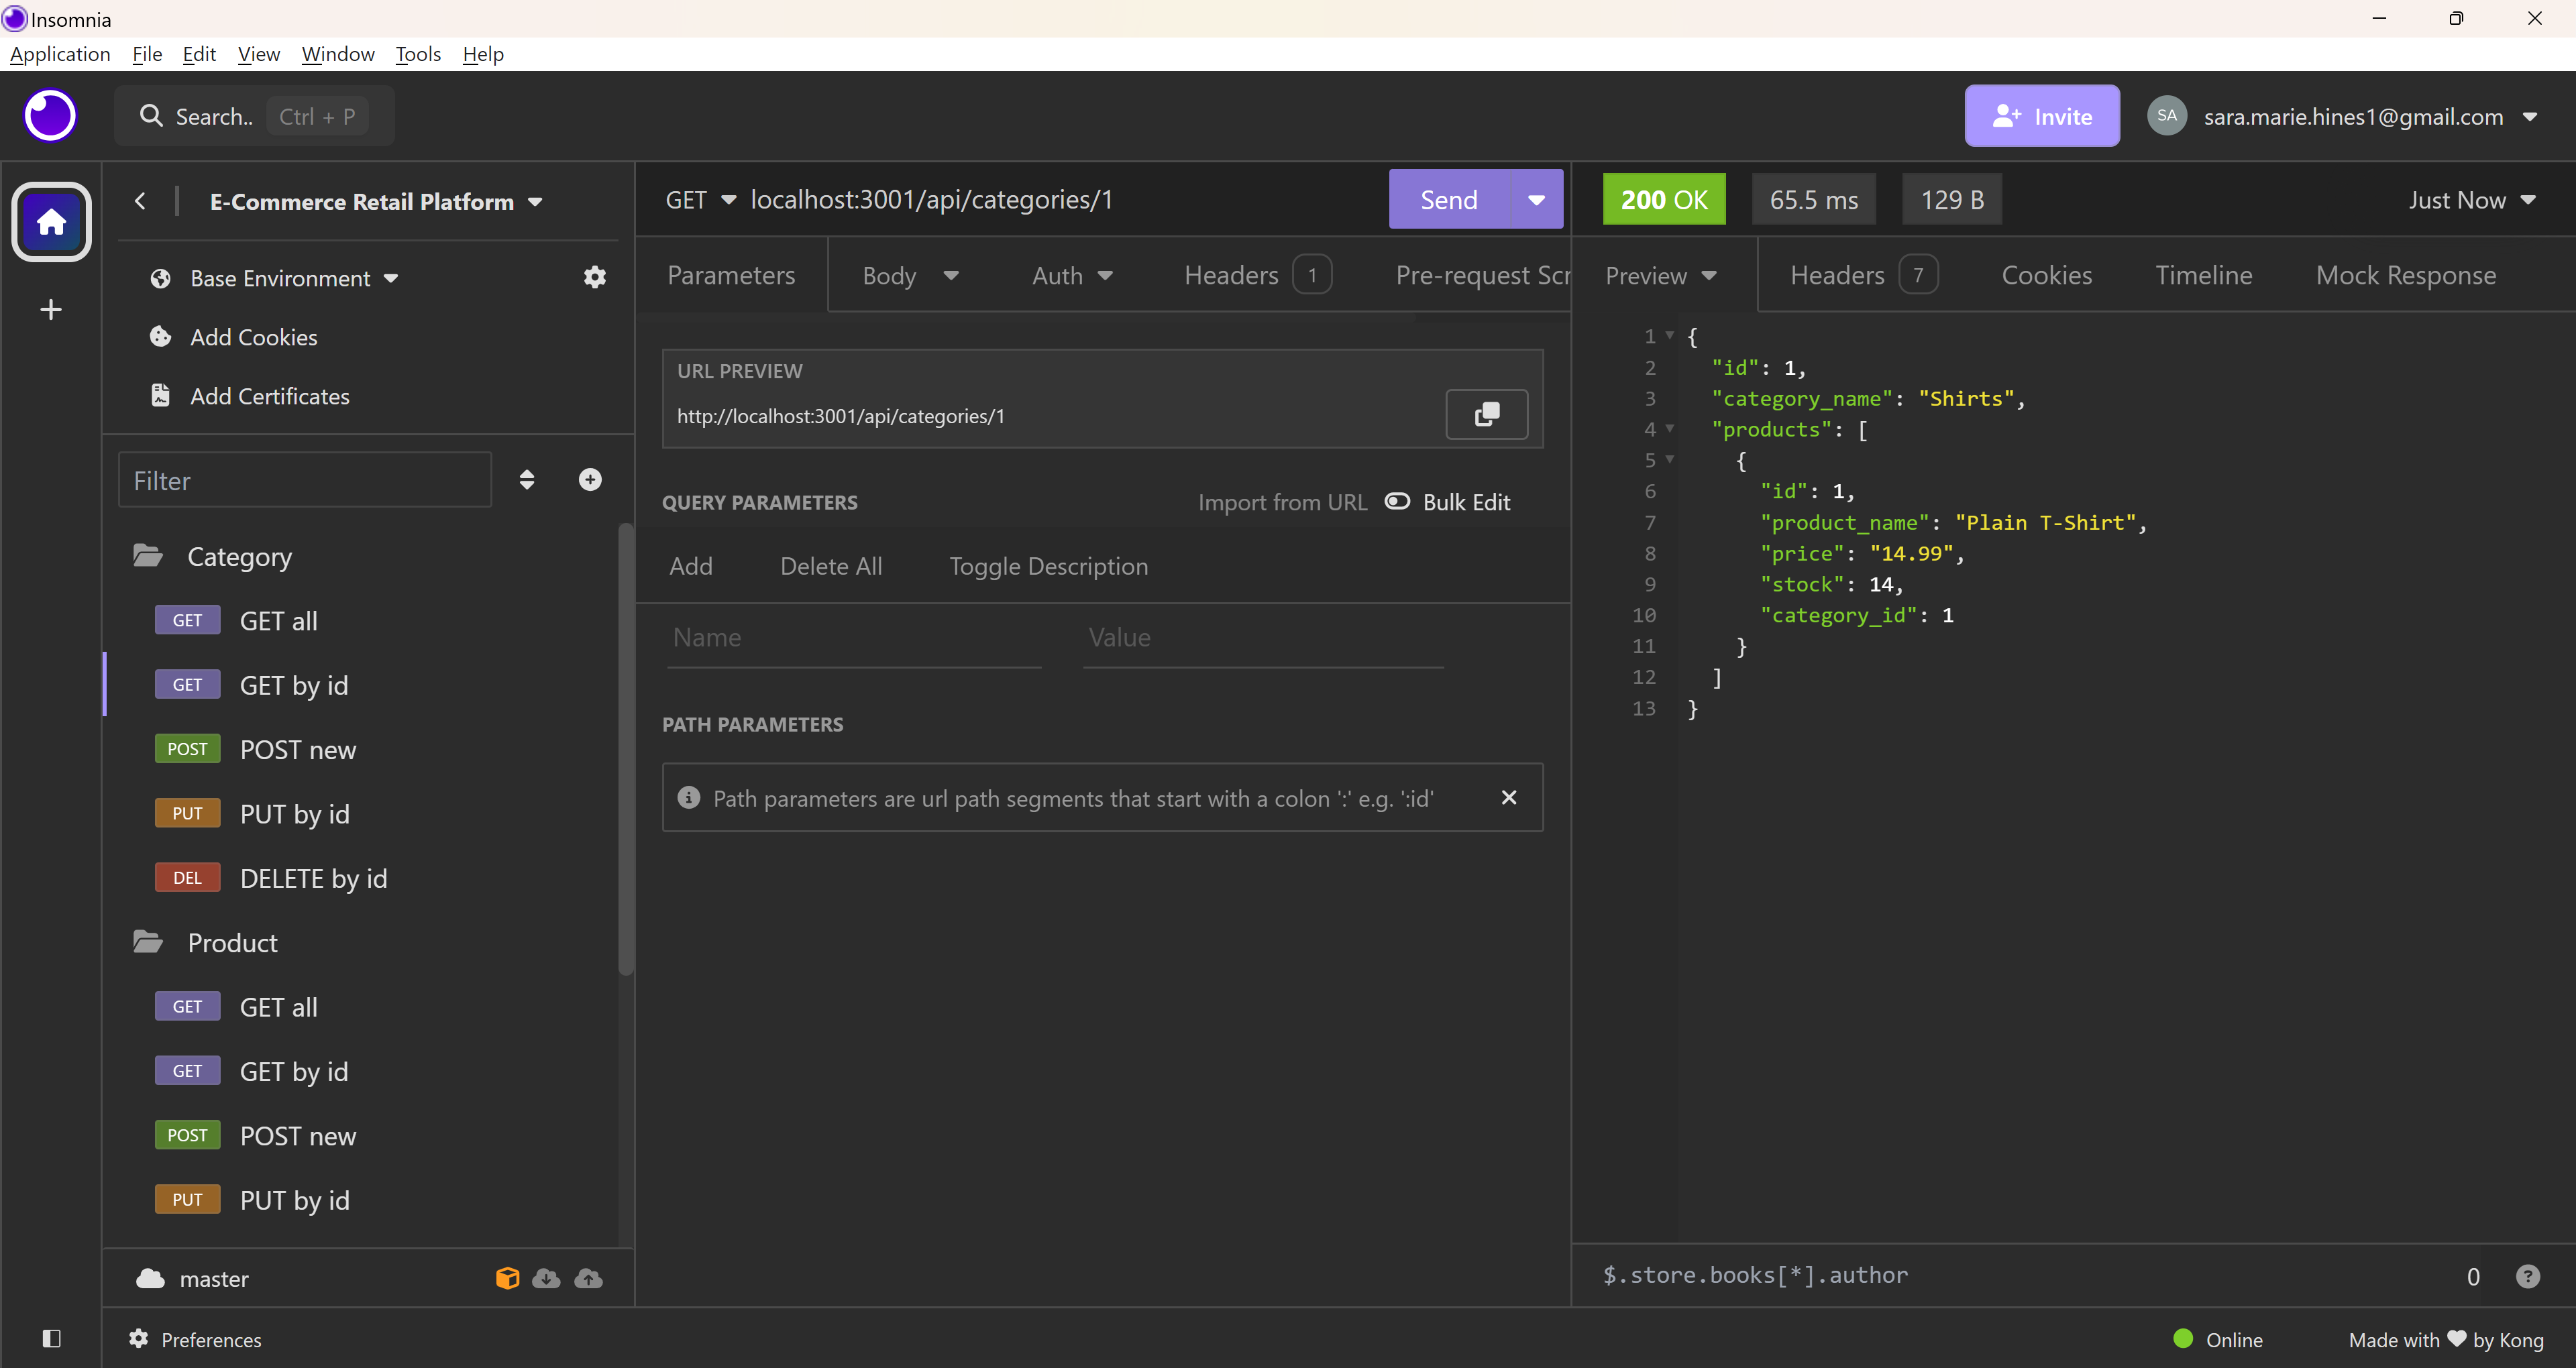 Insomnia
Application File Edit View Window Tools Help
Search.. Ctrl + P
Invite
SA sara.marie.hines1@gmail.com
E-Commerce Retail Platform
Base Environment
Add Cookies
Add Certificates
Filter
Category
GET GET all
GET GET by id
POST POST new
PUT PUT by id
DEL DELETE by id
Product
GET GET all
GET GET by id
POST POST new
PUT PUT by id
master
Preferences
GET localhost:3001/api/categories/1 Send
Parameters Body Auth Headers 1 Pre-request Scr
URL PREVIEW
http://localhost:3001/api/categories/1
QUERY PARAMETERS Import from URL Bulk Edit
Add Delete All Toggle Description
Name Value
PATH PARAMETERS
Path parameters are url path segments that start with a colon ':' e.g. ':id'
200 OK 65.5 ms 129 B Just Now
Preview Headers 7 Cookies Timeline Mock Response
1 {
2 "id": 1,
3 "category_name": "Shirts",
4 "products": [
5 {
6 "id": 1,
7 "product_name": "Plain T-Shirt",
8 "price": "14.99",
9 "stock": 14,
10 "category_id": 1
11 }
12 ]
13 }
$.store.books[*].author 0 ?
Online Made with ♥ by Kong